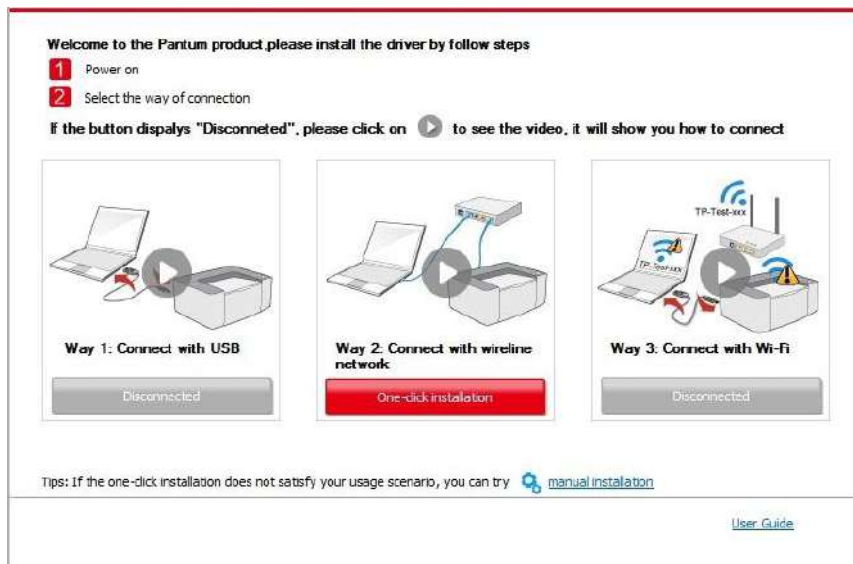 Welcome to the Pantum product,please install the driver by follow steps
1 Power on
2 Select the way of connection
If the button dispalys "Disconneted", please click on to see the video, it will show you how to connect
TP-Test-xxx
TP-Test-xxx
Way 1: Connect with USB
Way 2: Connect with wireline
network
Way 3: Connect with Wi-Fi
Disconnected
One-click installation
Disconnected
Tips: If the one-click installation does not satisfy your usage scenario, you can try manual installation
User Guide